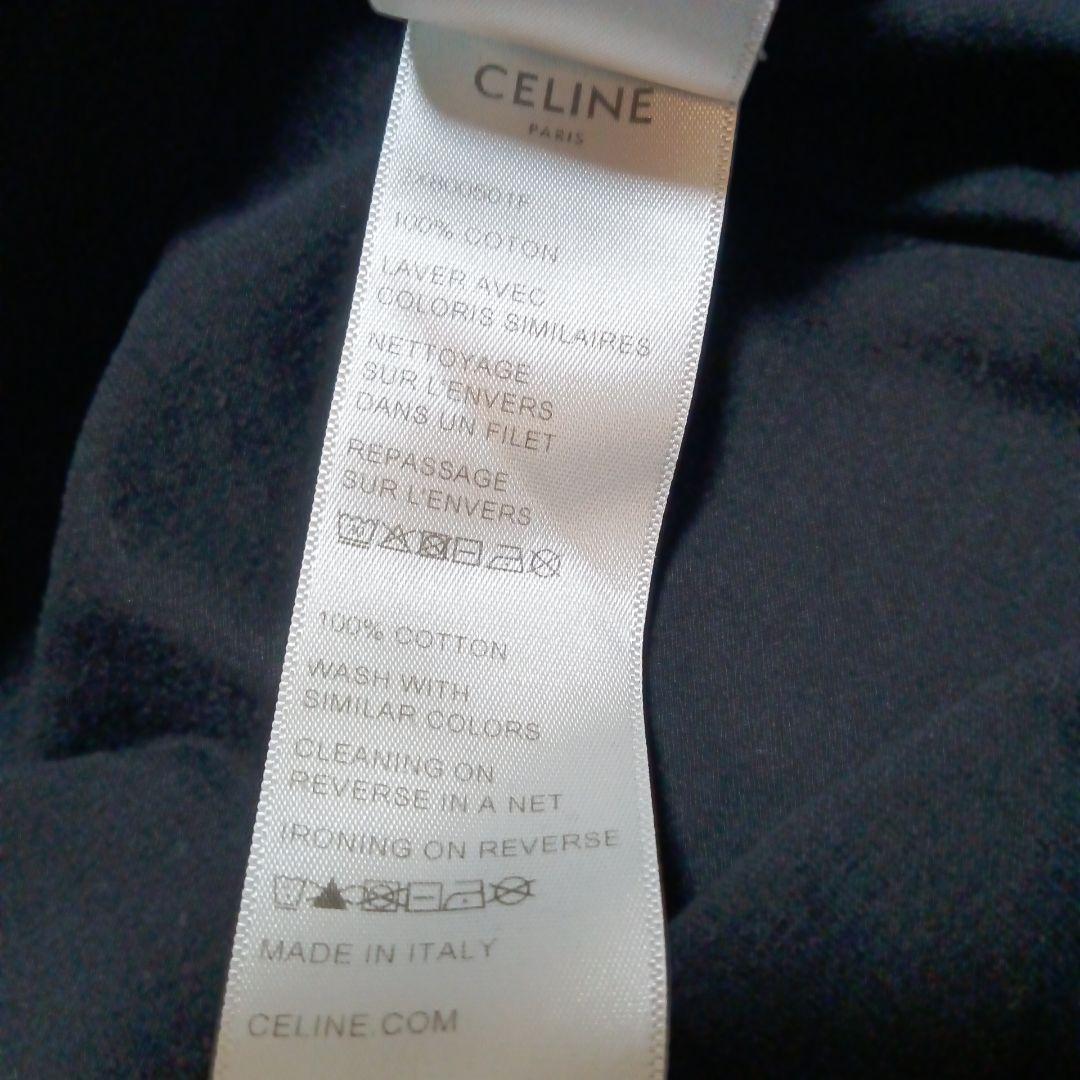 CELINE
PARIS
100% COTON
LAVER AVEC
COLORIS SIMILAIRES
NETTOYAGE
SUR L'ENVERS
DANS UN FILET
REPASSAGE
SUR L'ENVERS
100% COTTON
WASH WITH
SIMILAR COLORS
CLEANING ON
REVERSE IN A NET
IRONING ON REVERSE
MADE IN ITALY
CELINE.COM